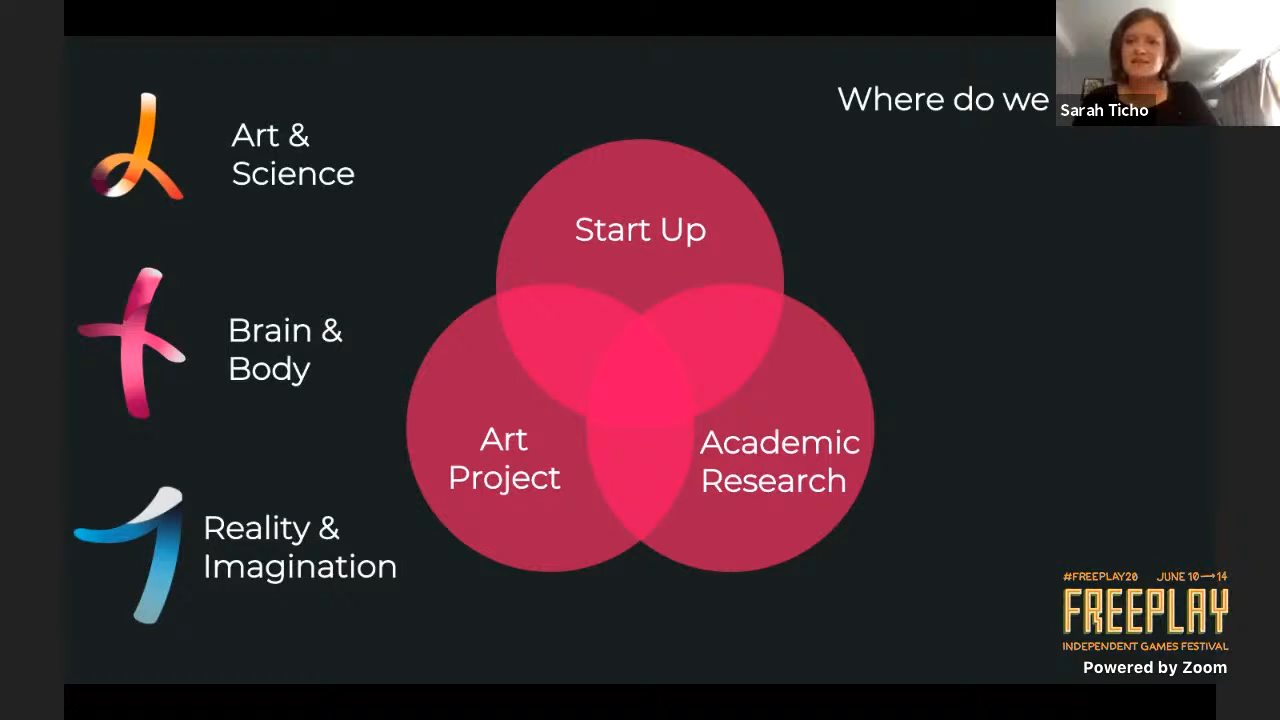 Where do we
Sarah Ticho
Art &
Science
Start Up
Brain &
Body
Art
Project
Academic
Research
Reality &
Imagination
#FREEPLAY20 JUNE 10→14
FREEPLAY
INDEPENDENT GAMES FESTIVAL
Powered by Zoom